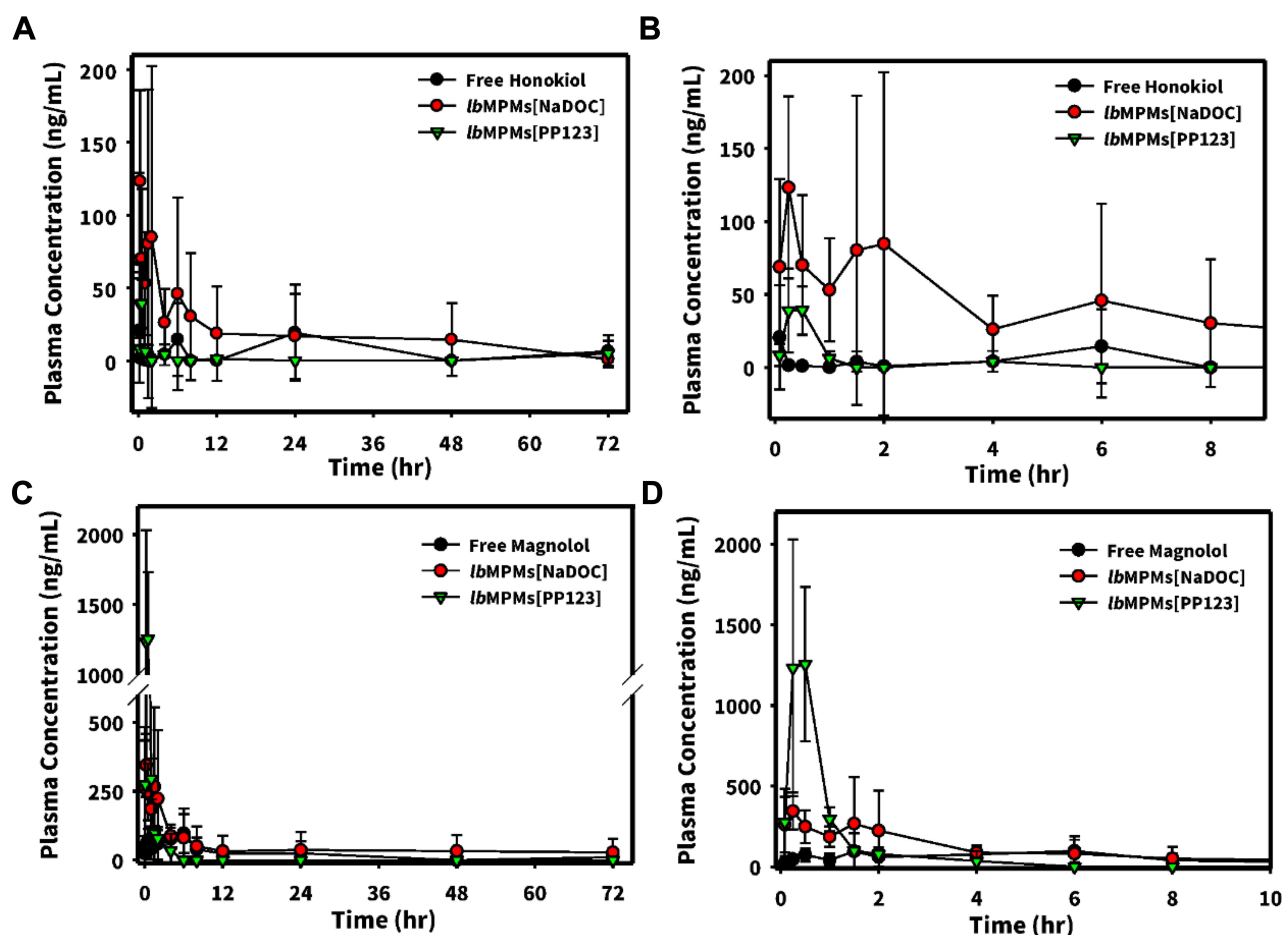 A
Plasma Concentration (ng/mL)
200
150
100
50
0
Free Honokiol
lbMPMs[NaDOC]
lbMPMs[PP123]
0 12 24 36 48 60 72
Time (hr)
B
Plasma Concentration (ng/mL)
200
150
100
50
0
Free Honokiol
lbMPMs[NaDOC]
lbMPMs[PP123]
0 2 4 6 8
Time (hr)
C
Plasma Concentration (ng/mL)
2000
1500
1000
500
250
0
Free Magnolol
lbMPMs[NaDOC]
lbMPMs[PP123]
0 12 24 36 48 60 72
Time (hr)
D
Plasma Concentration (ng/mL)
2000
1500
1000
500
0
Free Magnolol
lbMPMs[NaDOC]
lbMPMs[PP123]
0 2 4 6 8 10
Time (hr)